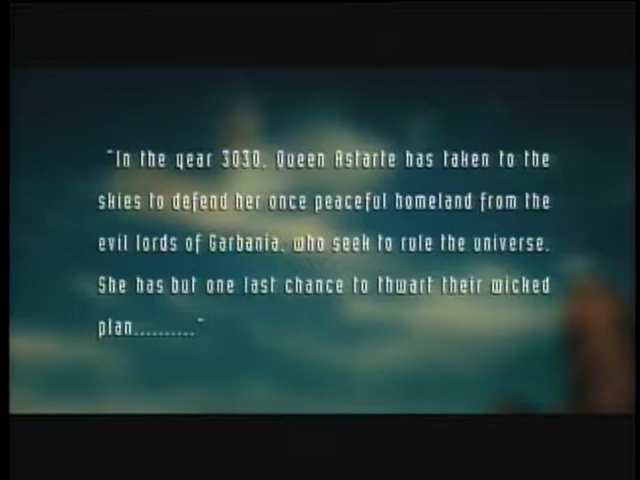 "In the year 3030, Queen Astarte has taken to the
skies to defend her once peaceful homeland from the
evil lords of Garbania, who seek to rule the universe.
She has but one last chance to thwart their wicked
plan.........."